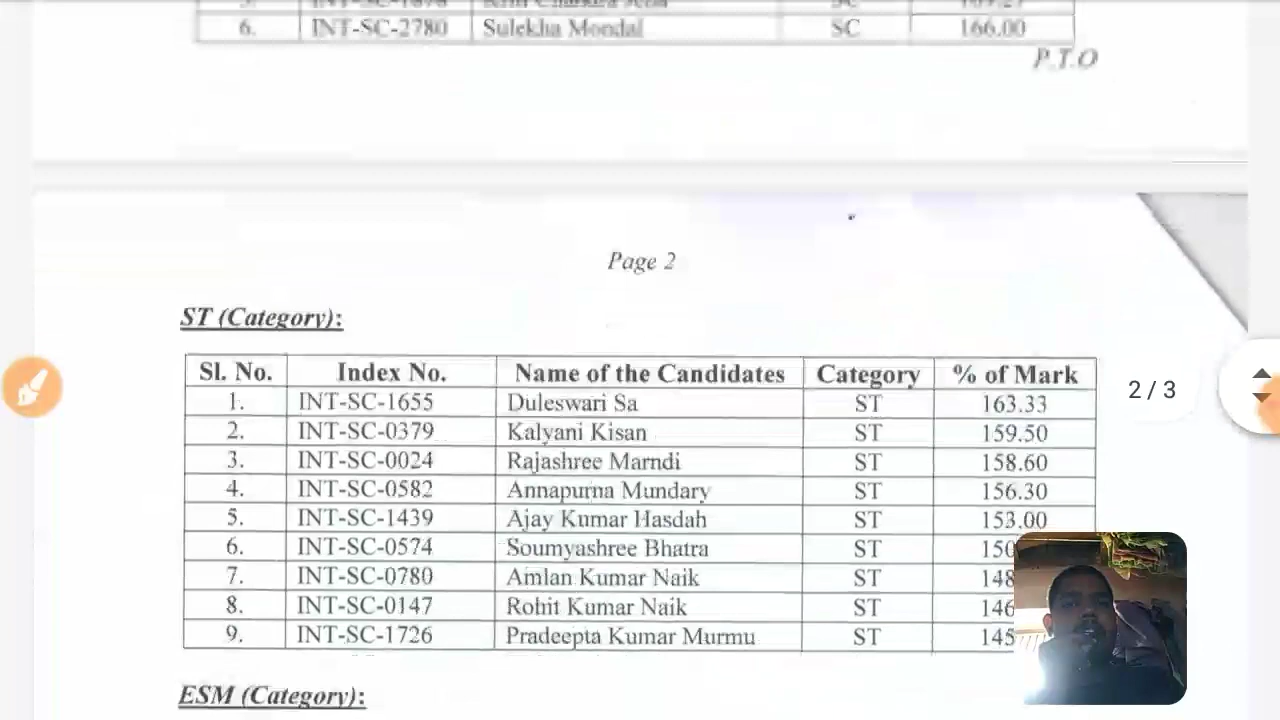 6. INT-SC-2780 Sulekha Mondal SC 166.00
P.T.O
Page 2
ST (Category):
Sl. No. Index No. Name of the Candidates Category % of Mark
1. INT-SC-1655 Duleswari Sa ST 163.33
2. INT-SC-0379 Kalyani Kisan ST 159.50
3. INT-SC-0024 Rajashree Marndi ST 158.60
4. INT-SC-0582 Annapurna Mundary ST 156.30
5. INT-SC-1439 Ajay Kumar Hasdah ST 153.00
6. INT-SC-0574 Soumyashree Bhatra ST 150
7. INT-SC-0780 Amlan Kumar Naik ST 148
8. INT-SC-0147 Rohit Kumar Naik ST 146
9. INT-SC-1726 Pradeepta Kumar Murmu ST 145
ESM (Category):
2 / 3